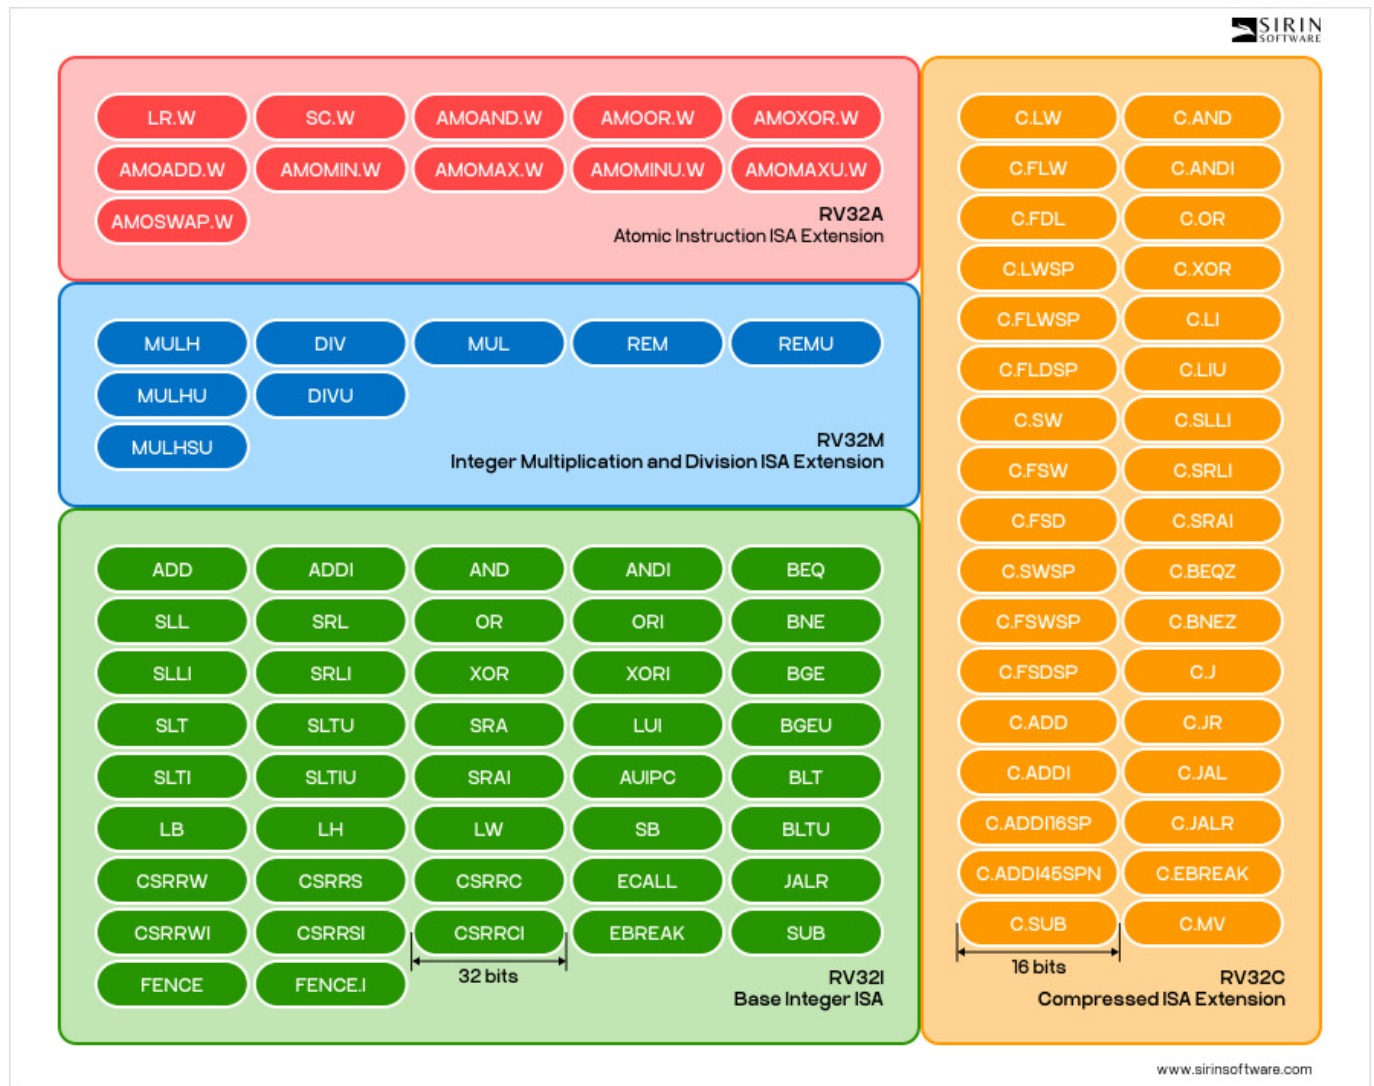 SIRIN
SOFTWARE
LR.W SC.W AMOAND.W AMOOR.W AMOXOR.W
AMOADD.W AMOMIN.W AMOMAX.W AMOMINU.W AMOMAXU.W
AMOSWAP.W
RV32A
Atomic Instruction ISA Extension
MULH DIV MUL REM REMU
MULHU DIVU
MULHSU
RV32M
Integer Multiplication and Division ISA Extension
ADD ADDI AND ANDI BEQ
SLL SRL OR ORI BNE
SLLI SRLI XOR XORI BGE
SLT SLTU SRA LUI BGEU
SLTI SLTIU SRAI AUIPC BLT
LB LH LW SB BLTU
CSRRW CSRRS CSRRC ECALL JALR
CSRRWI CSRRSI CSRRCI EBREAK SUB
FENCE FENCE.I
32 bits
RV32I
Base Integer ISA
C.LW C.AND
C.FLW C.ANDI
C.FDL C.OR
C.LWSP C.XOR
C.FLWSP C.LI
C.FLDSP C.LIU
C.SW C.SLLI
C.FSW C.SRLI
C.FSD C.SRAI
C.SWSP C.BEQZ
C.FSWSP C.BNEZ
C.FSDSP C.J
C.ADD C.JR
C.ADDI C.JAL
C.ADDI16SP C.JALR
C.ADDI45SPN C.EBREAK
C.SUB C.MV
16 bits
RV32C
Compressed ISA Extension
www.sirinsoftware.com